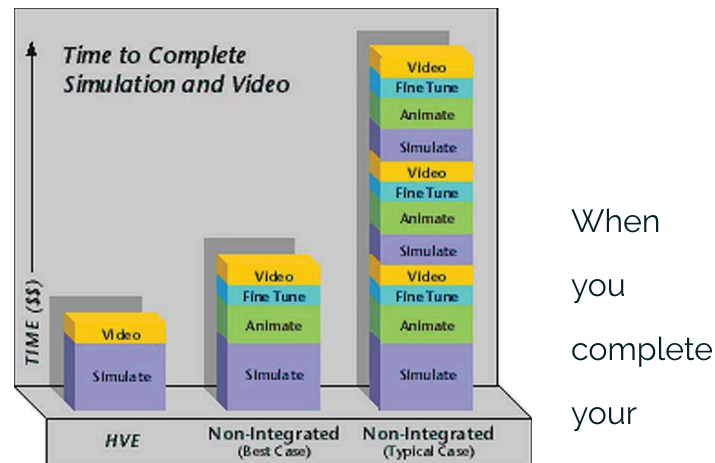 Time to Complete
Simulation and Video
TIME ($$)
Video
Simulate
HVE
Video
Fine Tune
Animate
Simulate
Non-Integrated
(Best Case)
Video
Fine Tune
Animate
Simulate
Video
Fine Tune
Animate
Simulate
Video
Fine Tune
Animate
Simulate
Non-Integrated
(Typical Case)
When
you
complete
your